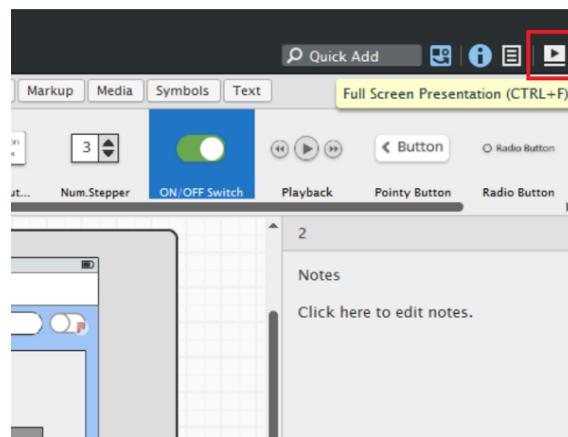 Quick Add
Markup Media Symbols Text
Full Screen Presentation (CTRL+F)
3
Button
Radio Button
ut... Num.Stepper ON/OFF Switch Playback Pointy Button Radio Button
2
Notes
Click here to edit notes.